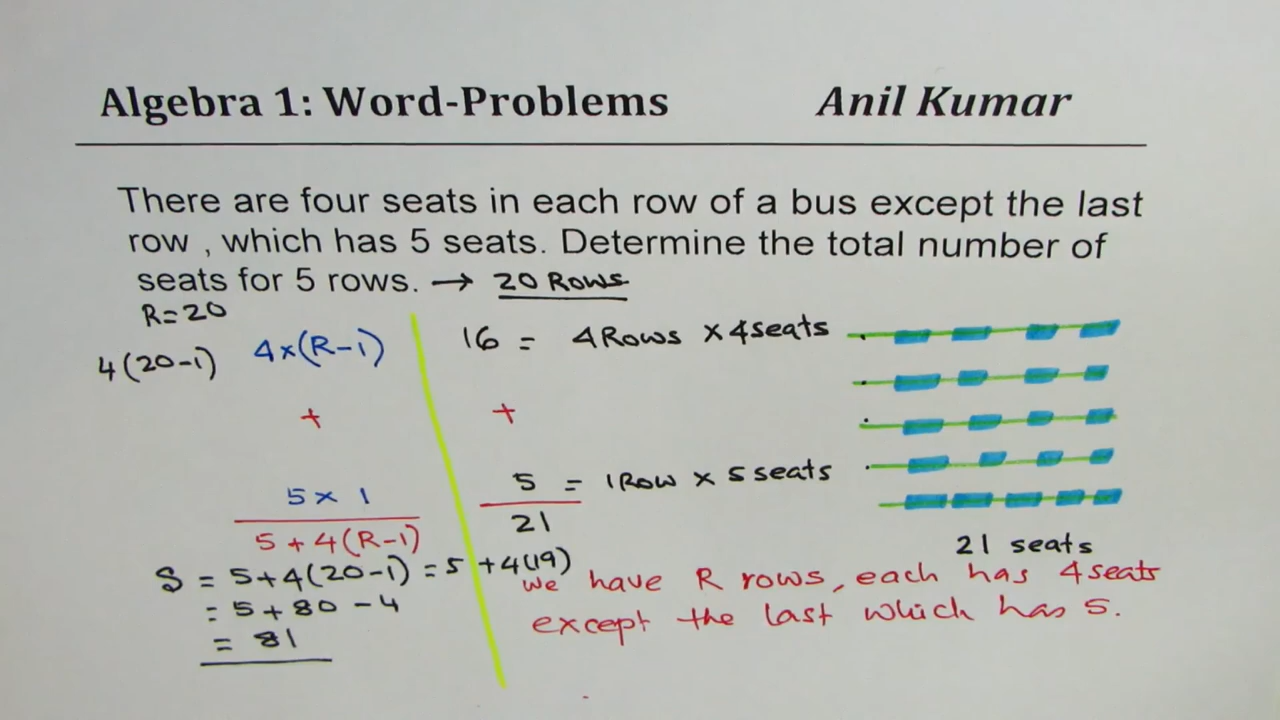 Algebra 1: Word-Problems Anil Kumar
There are four seats in each row of a bus except the last
row , which has 5 seats. Determine the total number of
seats for 5 rows. → 20 Rows
R=20
4(20-1) 4×(R-1)
+
5 × 1
5 + 4(R-1)
S = 5+4(20-1) = 5 +4(19)
= 5 + 80 - 4
= 81
16 = 4Rows × 4seats
+
5 = 1Row × 5 seats
21
21 seats
we have R rows, each has 4seats
except the last which has 5.